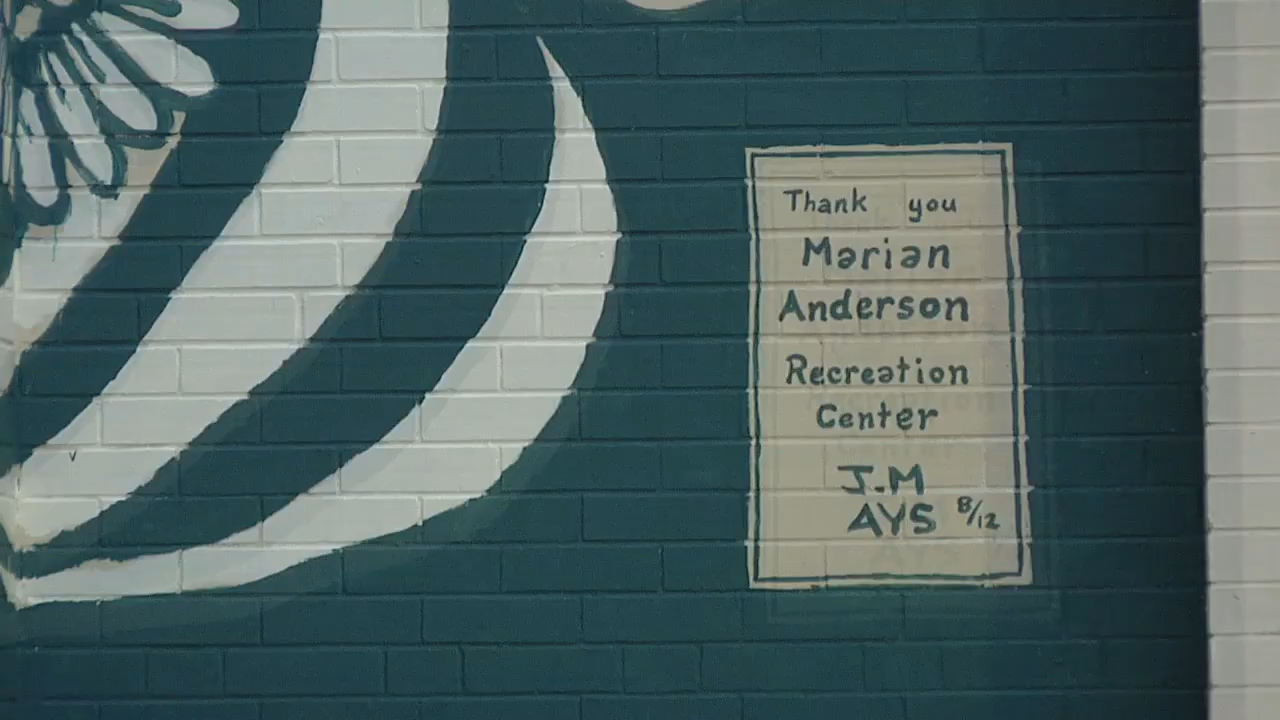 Thank you
Marian
Anderson
Recreation
Center
J.M
AYS 8/12